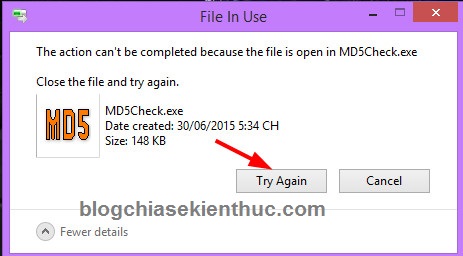 File In Use
The action can't be completed because the file is open in MD5Check.exe
Close the file and try again.
MD5
MD5Check.exe
Date created: 30/06/2015 5:34 CH
Size: 148 KB
Try Again
Cancel
blogchiasekienthuc.com
Fewer details